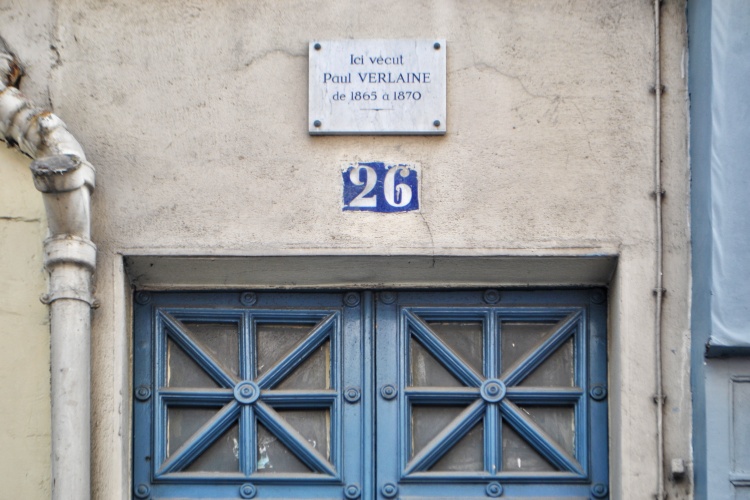 Ici vécut
Paul VERLAINE
de 1865 à 1870
26